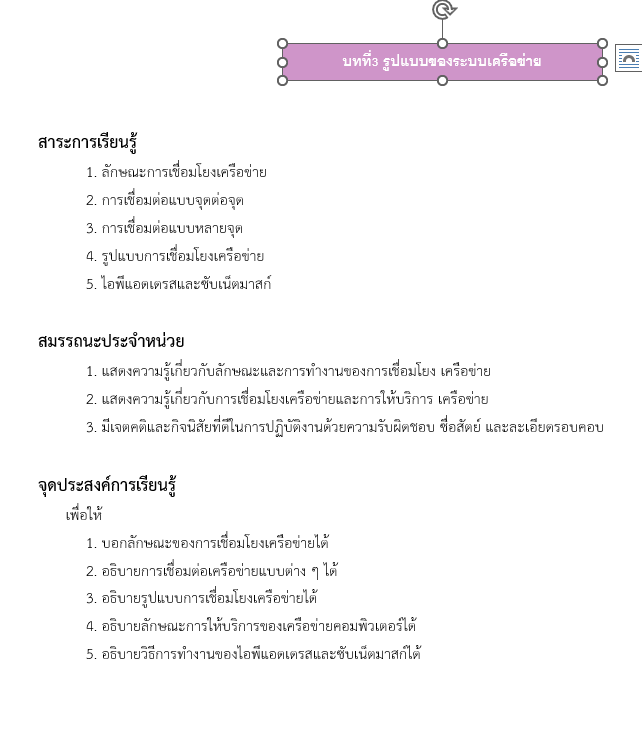 บทที่3 รูปแบบของระบบเครือข่าย
สาระการเรียนรู้
1. ลักษณะการเชื่อมโยงเครือข่าย
2. การเชื่อมต่อแบบจุดต่อจุด
3. การเชื่อมต่อแบบหลายจุด
4. รูปแบบการเชื่อมโยงเครือข่าย
5. ไอพีแอดเดรสและซับเน็ตมาสก์
สมรรถนะประจำหน่วย
1. แสดงความรู้เกี่ยวกับลักษณะและการทำงานของการเชื่อมโยง เครือข่าย
2. แสดงความรู้เกี่ยวกับการเชื่อมโยงเครือข่ายและการให้บริการ เครือข่าย
3. มีเจตคติและกิจนิสัยที่ดีในการปฏิบัติงานด้วยความรับผิดชอบ ซื่อสัตย์ และละเอียดรอบคอบ
จุดประสงค์การเรียนรู้
เพื่อให้
1. บอกลักษณะของการเชื่อมโยงเครือข่ายได้
2. อธิบายการเชื่อมต่อเครือข่ายแบบต่าง ๆ ได้
3. อธิบายรูปแบบการเชื่อมโยงเครือข่ายได้
4. อธิบายลักษณะการให้บริการของเครือข่ายคอมพิวเตอร์ได้
5. อธิบายวิธีการทำงานของไอพีแอดเดรสและซับเน็ตมาสก์ได้